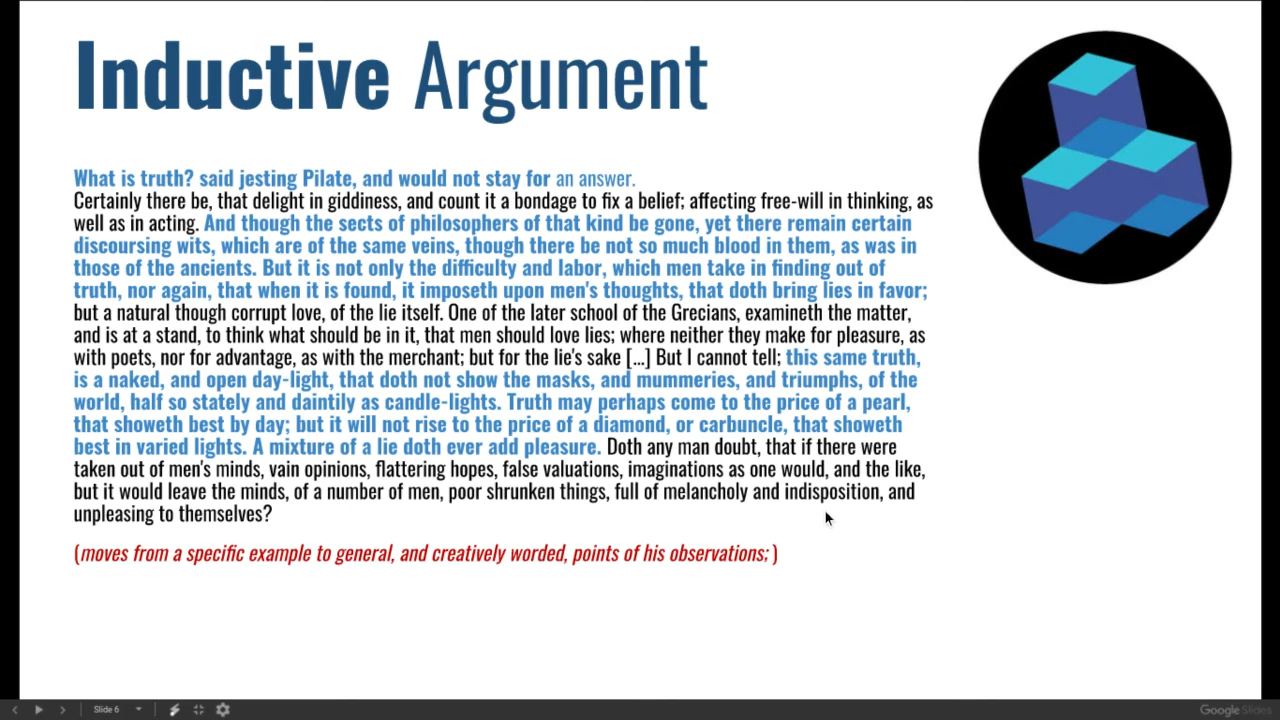 Inductive Argument
What is truth? said jesting Pilate, and would not stay for an answer.
Certainly there be, that delight in giddiness, and count it a bondage to fix a belief; affecting free-will in thinking, as
well as in acting. And though the sects of philosophers of that kind be gone, yet there remain certain
discoursing wits, which are of the same veins, though there be not so much blood in them, as was in
those of the ancients. But it is not only the difficulty and labor, which men take in finding out of
truth, nor again, that when it is found, it imposeth upon men's thoughts, that doth bring lies in favor;
but a natural though corrupt love, of the lie itself. One of the later school of the Grecians, examineth the matter,
and is at a stand, to think what should be in it, that men should love lies; where neither they make for pleasure, as
with poets, nor for advantage, as with the merchant; but for the lie's sake [...] But I cannot tell; this same truth,
is a naked, and open day-light, that doth not show the masks, and mummeries, and triumphs, of the
world, half so stately and daintily as candle-lights. Truth may perhaps come to the price of a pearl,
that showeth best by day; but it will not rise to the price of a diamond, or carbuncle, that showeth
best in varied lights. A mixture of a lie doth ever add pleasure. Doth any man doubt, that if there were
taken out of men's minds, vain opinions, flattering hopes, false valuations, imaginations as one would, and the like,
but it would leave the minds, of a number of men, poor shrunken things, full of melancholy and indisposition, and
unpleasing to themselves?
(moves from a specific example to general, and creatively worded, points of his observations; )
Slide 6
Google Slides